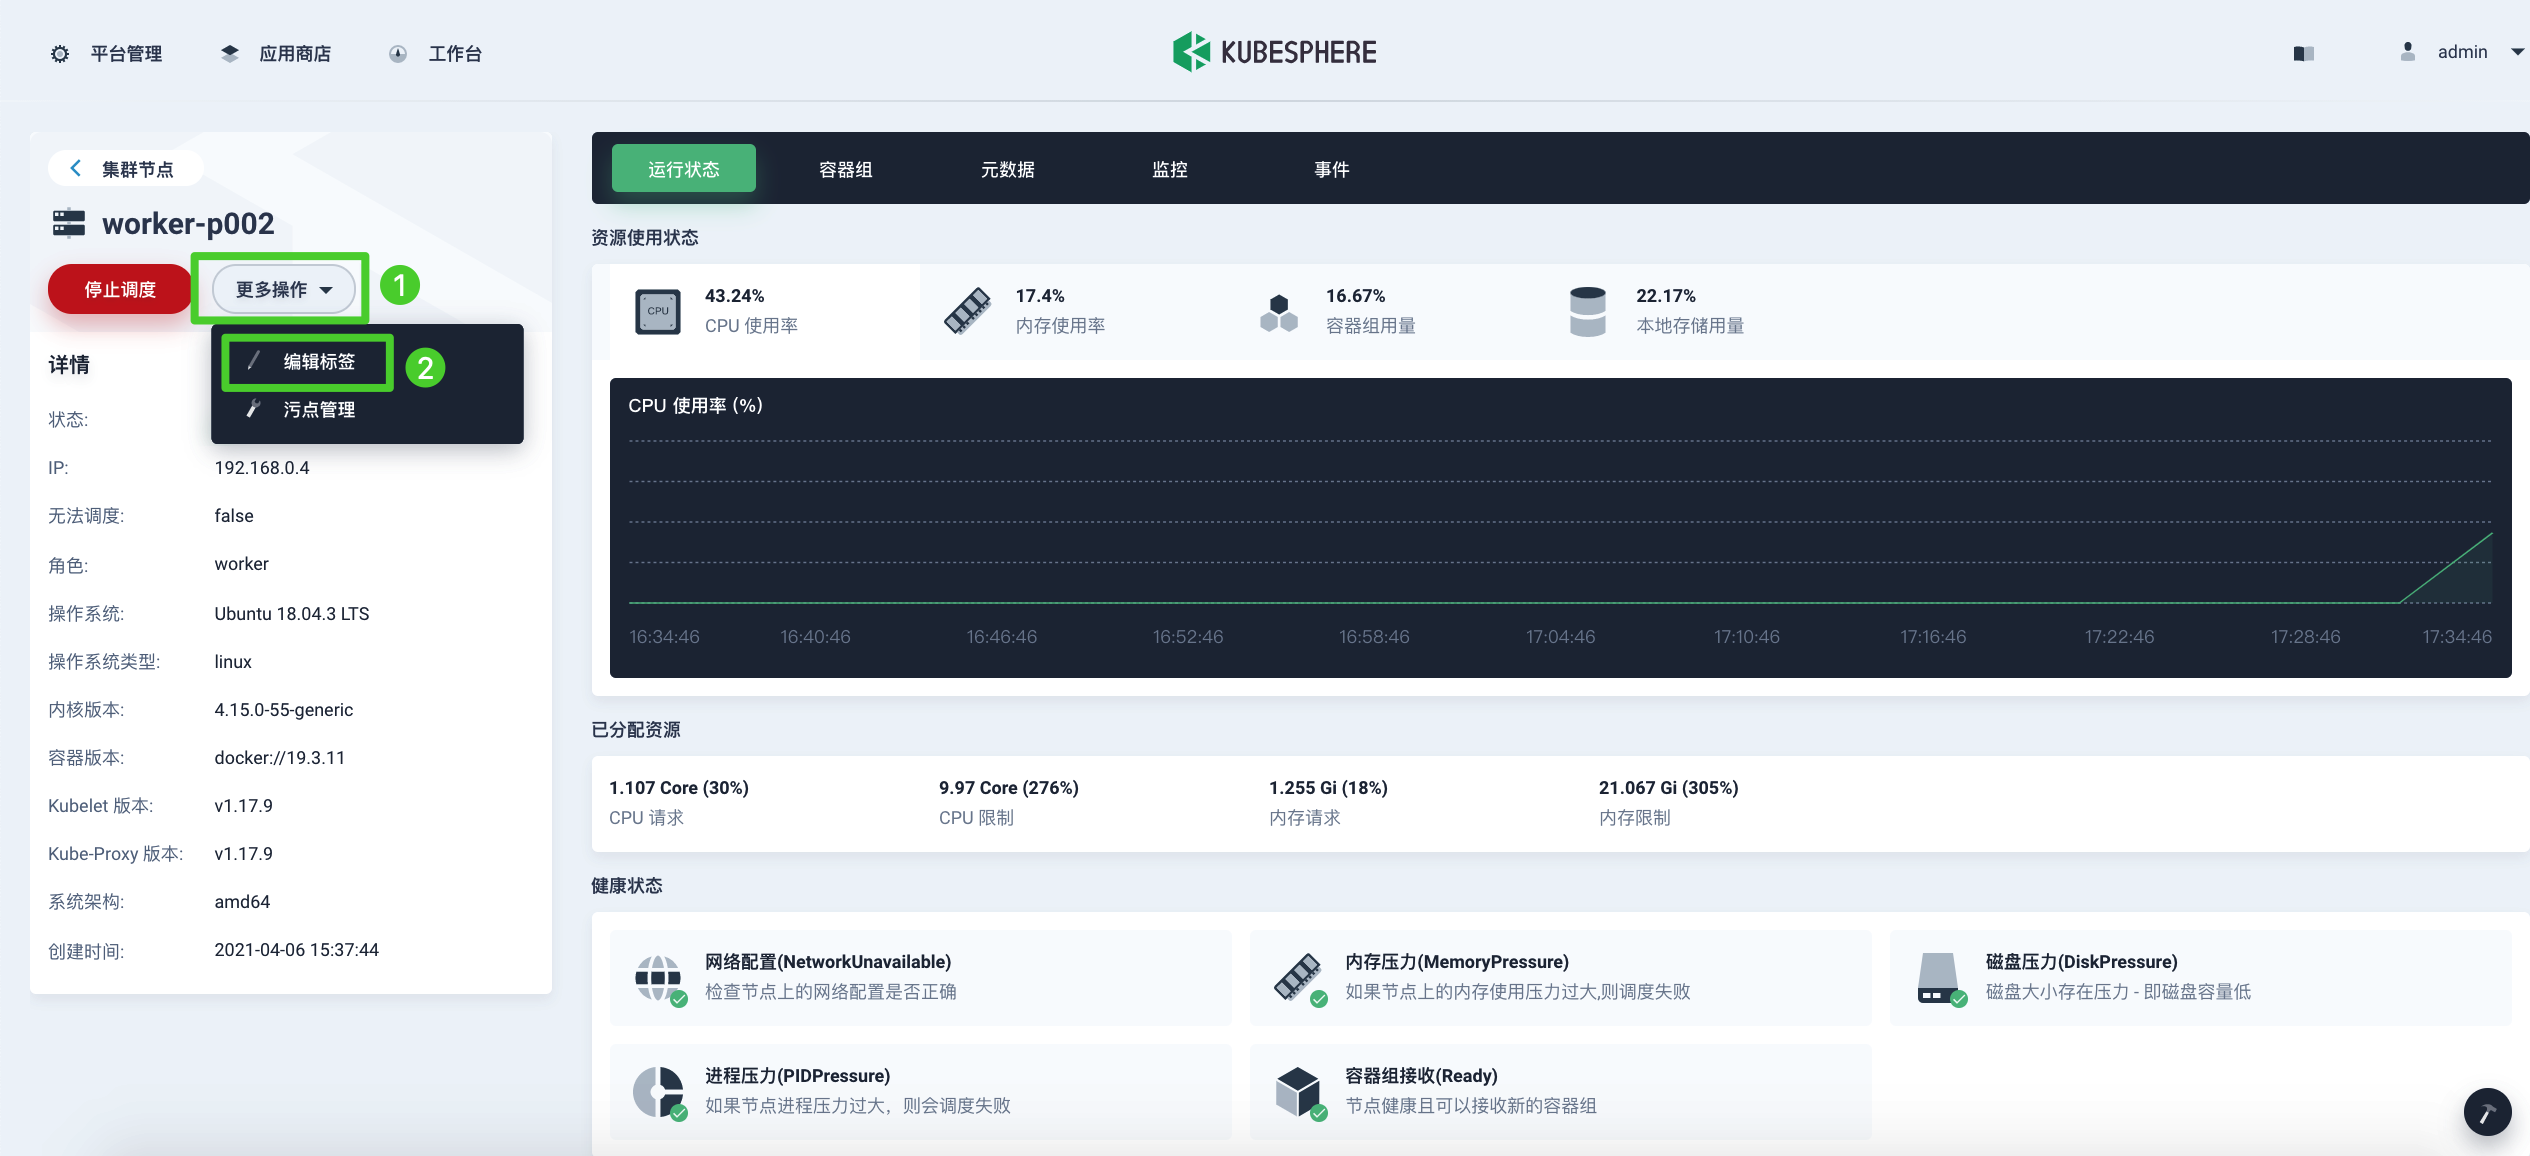 平台管理
应用商店
工作台
KUBESPHERE
admin
集群节点
worker-p002
停止调度
更多操作
1
编辑标签
2
污点管理
详情
状态:
IP:
192.168.0.4
无法调度:
false
角色:
worker
操作系统:
Ubuntu 18.04.3 LTS
操作系统类型:
linux
内核版本:
4.15.0-55-generic
容器版本:
docker://19.3.11
Kubelet 版本:
v1.17.9
Kube-Proxy 版本:
v1.17.9
系统架构:
amd64
创建时间:
2021-04-06 15:37:44
运行状态
容器组
元数据
监控
事件
资源使用状态
CPU
43.24%
CPU 使用率
17.4%
内存使用率
16.67%
容器组用量
22.17%
本地存储用量
CPU 使用率 (%)
16:34:46
16:40:46
16:46:46
16:52:46
16:58:46
17:04:46
17:10:46
17:16:46
17:22:46
17:28:46
17:34:46
已分配资源
1.107 Core (30%)
CPU 请求
9.97 Core (276%)
CPU 限制
1.255 Gi (18%)
内存请求
21.067 Gi (305%)
内存限制
健康状态
网络配置(NetworkUnavailable)
检查节点上的网络配置是否正确
内存压力(MemoryPressure)
如果节点上的内存使用压力过大,则调度失败
磁盘压力(DiskPressure)
磁盘大小存在压力 - 即磁盘容量低
进程压力(PIDPressure)
如果节点进程压力过大，则会调度失败
容器组接收(Ready)
节点健康且可以接收新的容器组